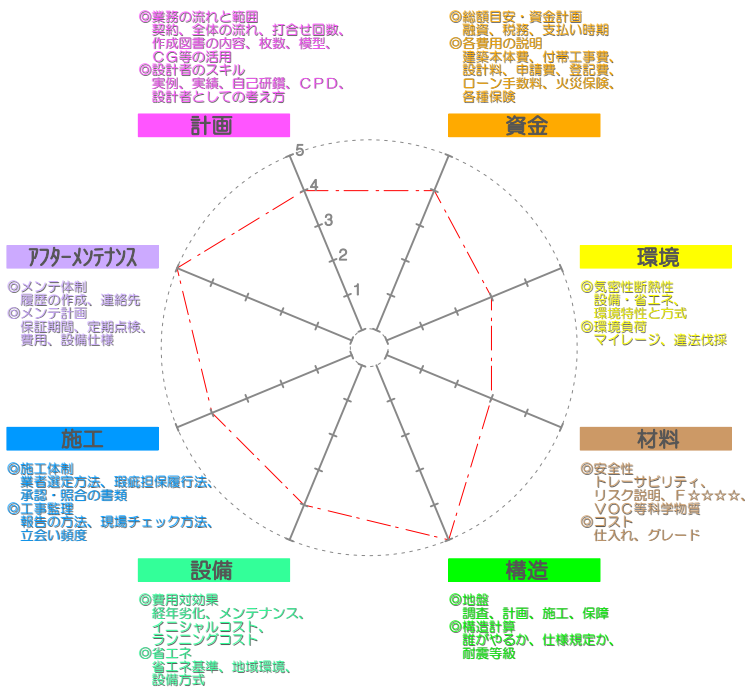 ◎業務の流れと範囲
契約、全体の流れ、打合せ回数、
作成図書の内容、枚数、模型、
ＣＧ等の活用
◎設計者のスキル
実例、実績、自己研鑽、ＣＰＤ、
設計者としての考え方
計画
◎総額目安・資金計画
融資、税務、支払い時期
◎各費用の説明
建築本体費、付帯工事費、
設計料、申請費、登記費、
ローン手数料、火災保険、
各種保険
資金
5
4
3
2
1
ｱﾌﾀｰﾒﾝﾃﾅﾝｽ
◎メンテ体制
履歴の作成、連絡先
◎メンテ計画
保証期間、定期点検、
費用、設備仕様
環境
◎気密性断熱性
設備・省エネ、
環境特性と方式
◎環境負荷
マイレージ、違法伐採
施工
◎施工体制
業者選定方法、瑕疵担保履行法、
承認・照合の書類
◎工事監理
報告の方法、現場チェック方法、
立会い頻度
材料
◎安全性
トレーサビリティ、
リスク説明、Ｆ☆☆☆☆、
ＶＯＣ等科学物質
◎コスト
仕入れ、グレード
設備
◎費用対効果
経年劣化、メンテナンス、
イニシャルコスト、
ランニングコスト
◎省エネ
省エネ基準、地域環境、
設備方式
構造
◎地盤
調査、計画、施工、保障
◎構造計算
誰がやるか、仕様規定か、
耐震等級